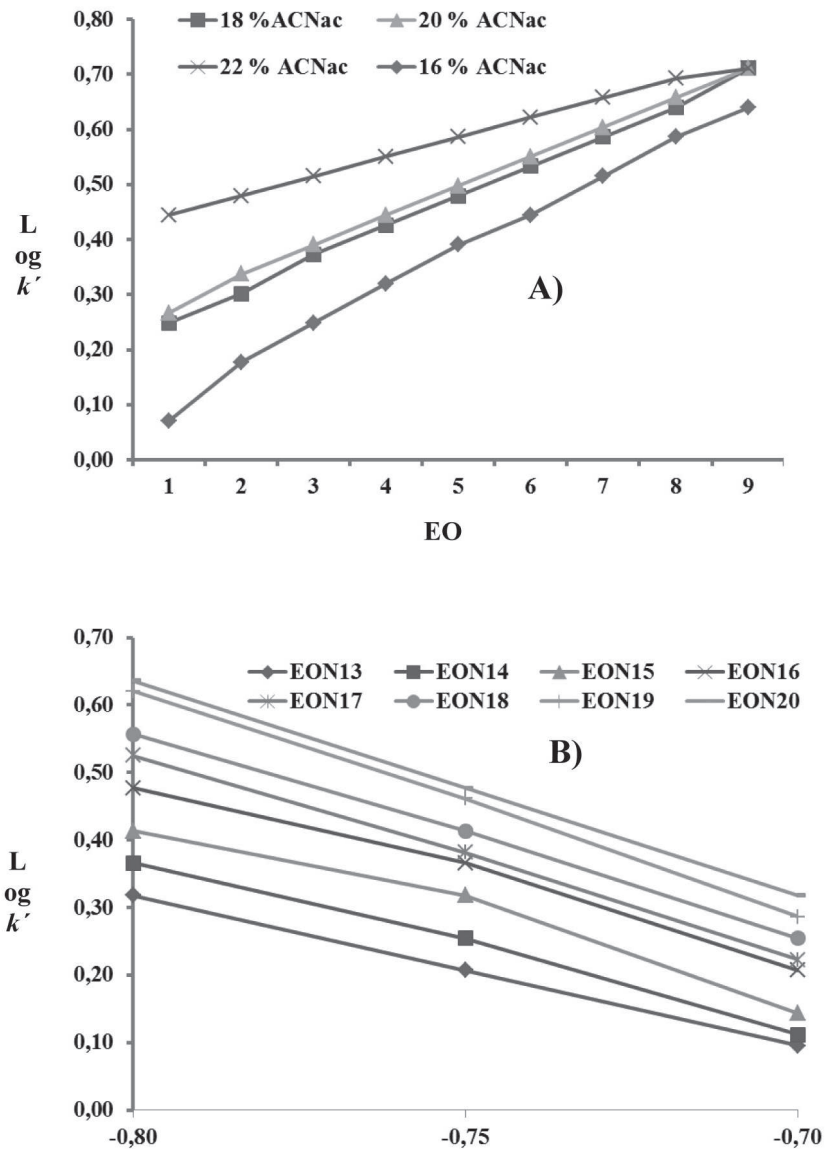 0,80
18 %ACNac 20 % ACNac
22 % ACNac 16 % ACNac
0,70
0,60
0,50
0,40
0,30
0,20
0,10
0,00
L
og
k´
A)
1 2 3 4 5 6 7 8 9
EO
0,70
EON13 EON14 EON15 EON16
EON17 EON18 EON19 EON20
0,60
0,50
0,40
0,30
0,20
0,10
0,00
L
og
k´
B)
-0,80 -0,75 -0,70